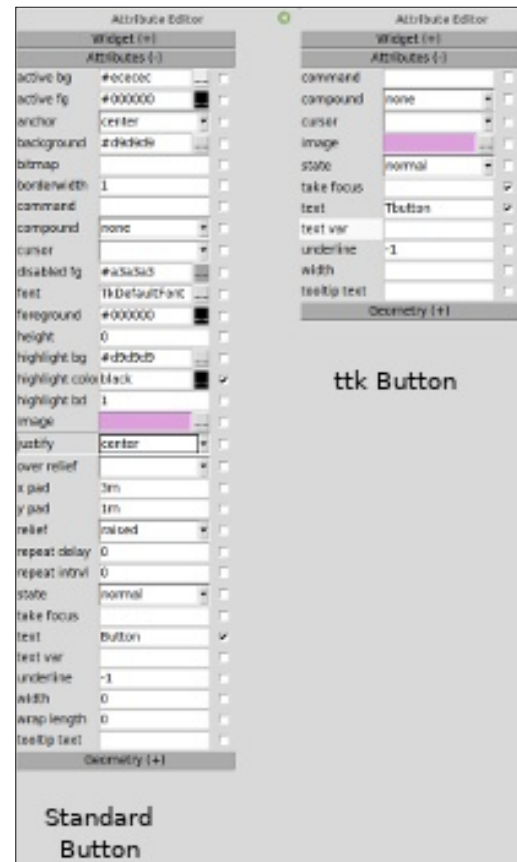 Attribute Editor
Widget (+)
Attributes (-)
active bg #ececec ...
active fg #000000
anchor center
background #d9d9d9 ...
bitmap
borderwidth 1
command
compound none
cursor
disabled fg #a3a3a3 ...
font TkDefaultFont ...
foreground #000000
height 0
highlight bg #d9d9d9 ...
highlight colo black
highlight bd 1
image ...
justify center
over relief
x pad 3m
y pad 1m
relief raised
repeat delay 0
repeat intrvl 0
state normal
take focus
text Button
text var
underline -1
width 0
wrap length 0
tooltip text
Geometry (+)
Standard
Button
Attribute Editor
Widget (+)
Attributes (-)
command
compound none
cursor
image ...
state normal
take focus
text Tbutton
text var
underline -1
width
tooltip text
Geometry (+)
ttk Button